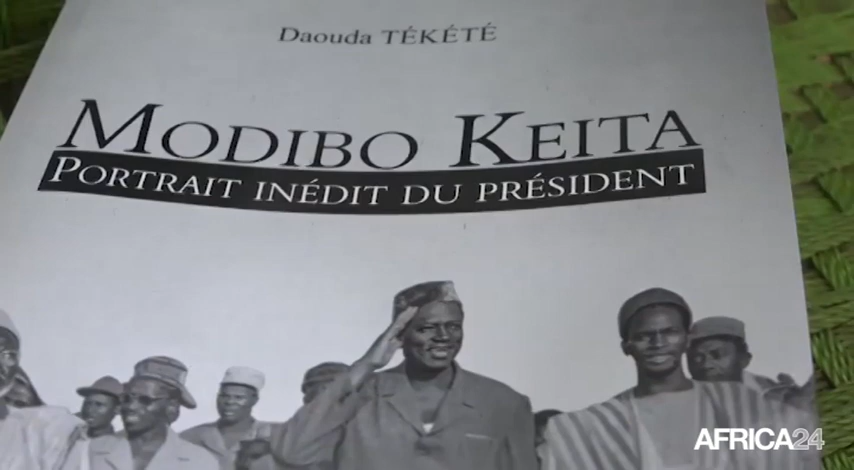 Daouda TÉKÉTÉ
MODIBO KEITA
PORTRAIT INÉDIT DU PRÉSIDENT
AFRICA24